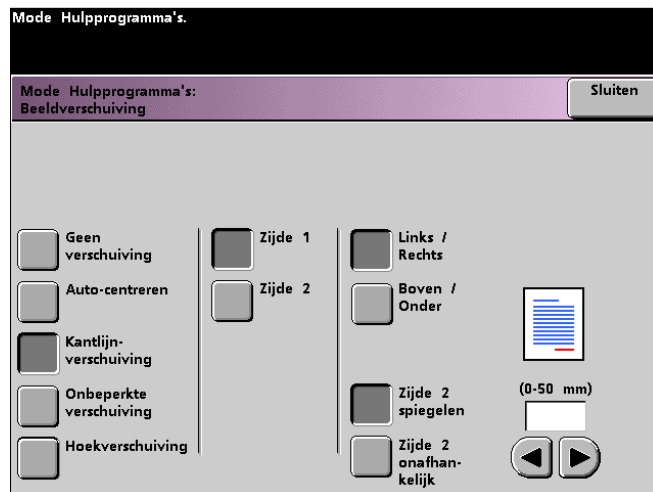 Mode Hulpprogramma's.
Mode Hulpprogramma's:
Beeldverschuiving
Sluiten
Geen
verschuiving
Auto-centreren
Kantlijn-
verschuiving
Onbeperkte
verschuiving
Hoekverschuiving
Zijde 1
Zijde 2
Links /
Rechts
Boven /
Onder
Zijde 2
spiegelen
Zijde 2
onafhan-
kelijk
(0-50 mm)